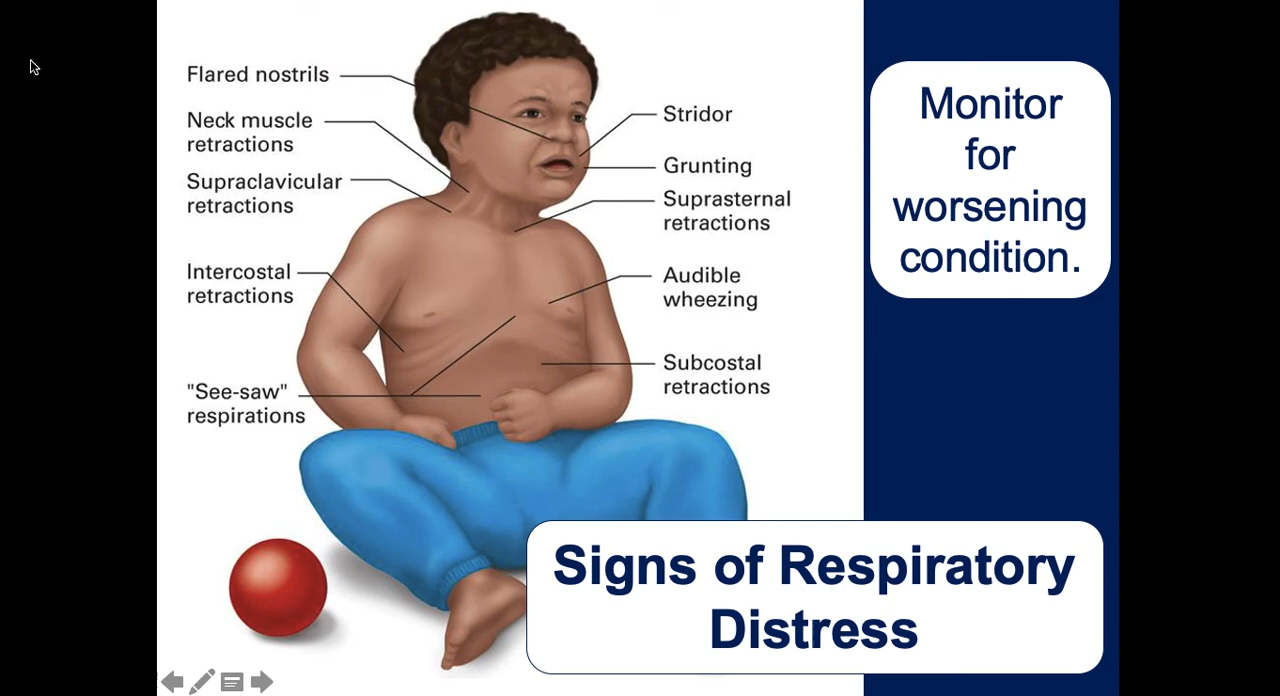 Flared nostrils
Neck muscle
retractions
Supraclavicular
retractions
Intercostal
retractions
"See-saw"
respirations
Stridor
Grunting
Suprasternal
retractions
Audible
wheezing
Subcostal
retractions
Monitor
for
worsening
condition.
Signs of Respiratory
Distress